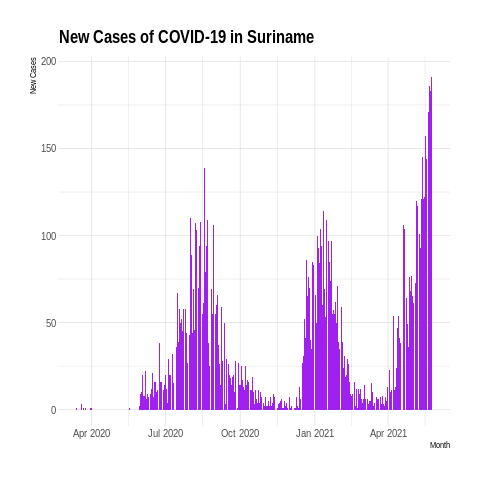 New Cases of COVID-19 in Suriname
New Cases
200
150
100
50
0
Apr 2020 Jul 2020 Oct 2020 Jan 2021 Apr 2021
Month